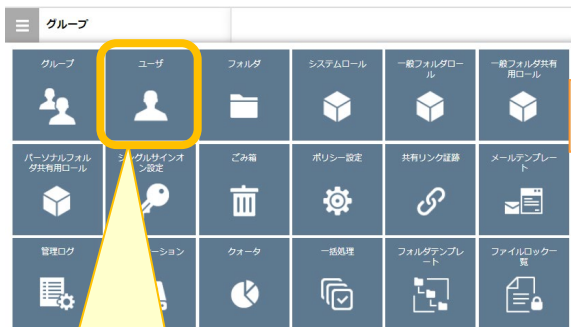 グループ
グループ
ユーザ
フォルダ
システムロール
一般フォルダロー
ル
一般フォルダ共有
用ロール
パーソナルフォル
ダ共有用ロール
シングルサインオ
ン設定
ごみ箱
ポリシー設定
共有リンク証跡
メールテンプレー
ト
管理ログ
ーション
クォータ
一括処理
フォルダテンプレ
ート
ファイルロック一
覧